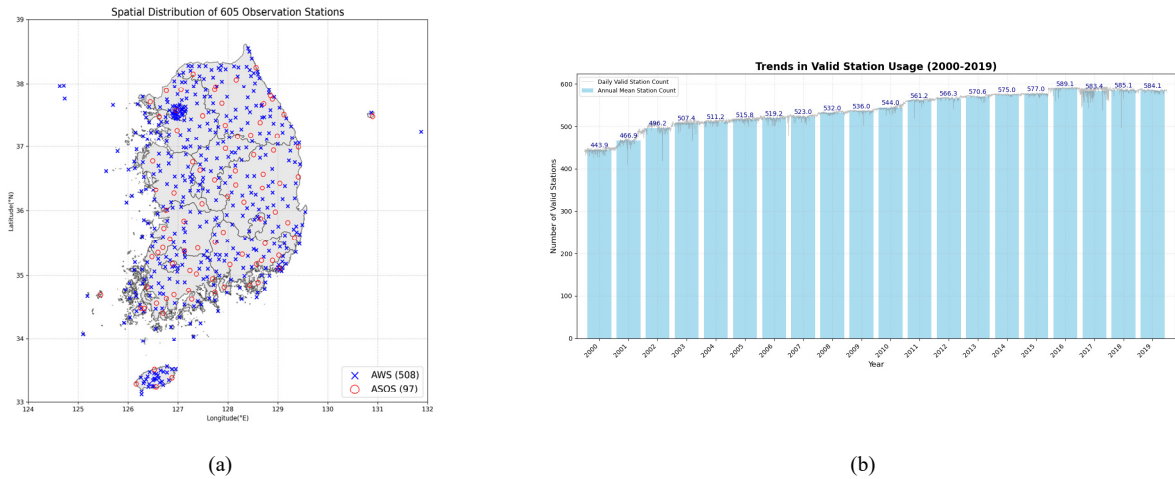 Spatial Distribution of 605 Observation Stations
39
38
37
36
35
34
33
Latitude(°N)
124 125 126 127 128 129 130 131 132
Longitude(°E)
AWS (508)
ASOS (97)
(a)
Trends in Valid Station Usage (2000-2019)
Daily Valid Station Count
Annual Mean Station Count
600
500
400
300
200
100
0
Number of Valid Stations
443.9 466.9 496.2 507.4 511.2 515.8 519.2 523.0 532.0 536.0 544.0 561.2 566.3 570.6 575.0 577.0 589.1 583.4 585.1 584.1
2000 2001 2002 2003 2004 2005 2006 2007 2008 2009 2010 2011 2012 2013 2014 2015 2016 2017 2018 2019
Year
(b)